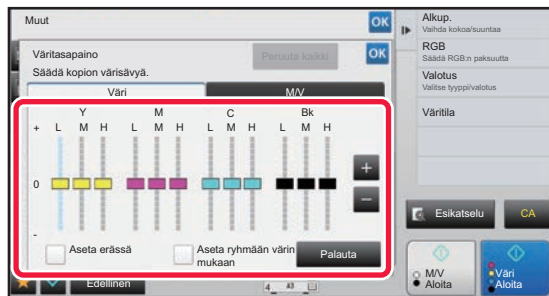 Muut
OK
Väritasapaino
Peruuta kaikki
OK
Säädä kopion värisävyä.
Väri
M/V
Y M C Bk
+ L M H L M H L M H L M H
+
0
−
-
Aseta erässä
Aseta ryhmään värin mukaan
Palauta
Edellinen
4 A3
Alkup.
Vaihda kokoa/suuntaa
RGB
Säädä RGB:n paksuutta
Valotus
Valitse tyyppi/valotus
Väritila
Esikatselu
CA
M/V
Aloita
Väri
Aloita